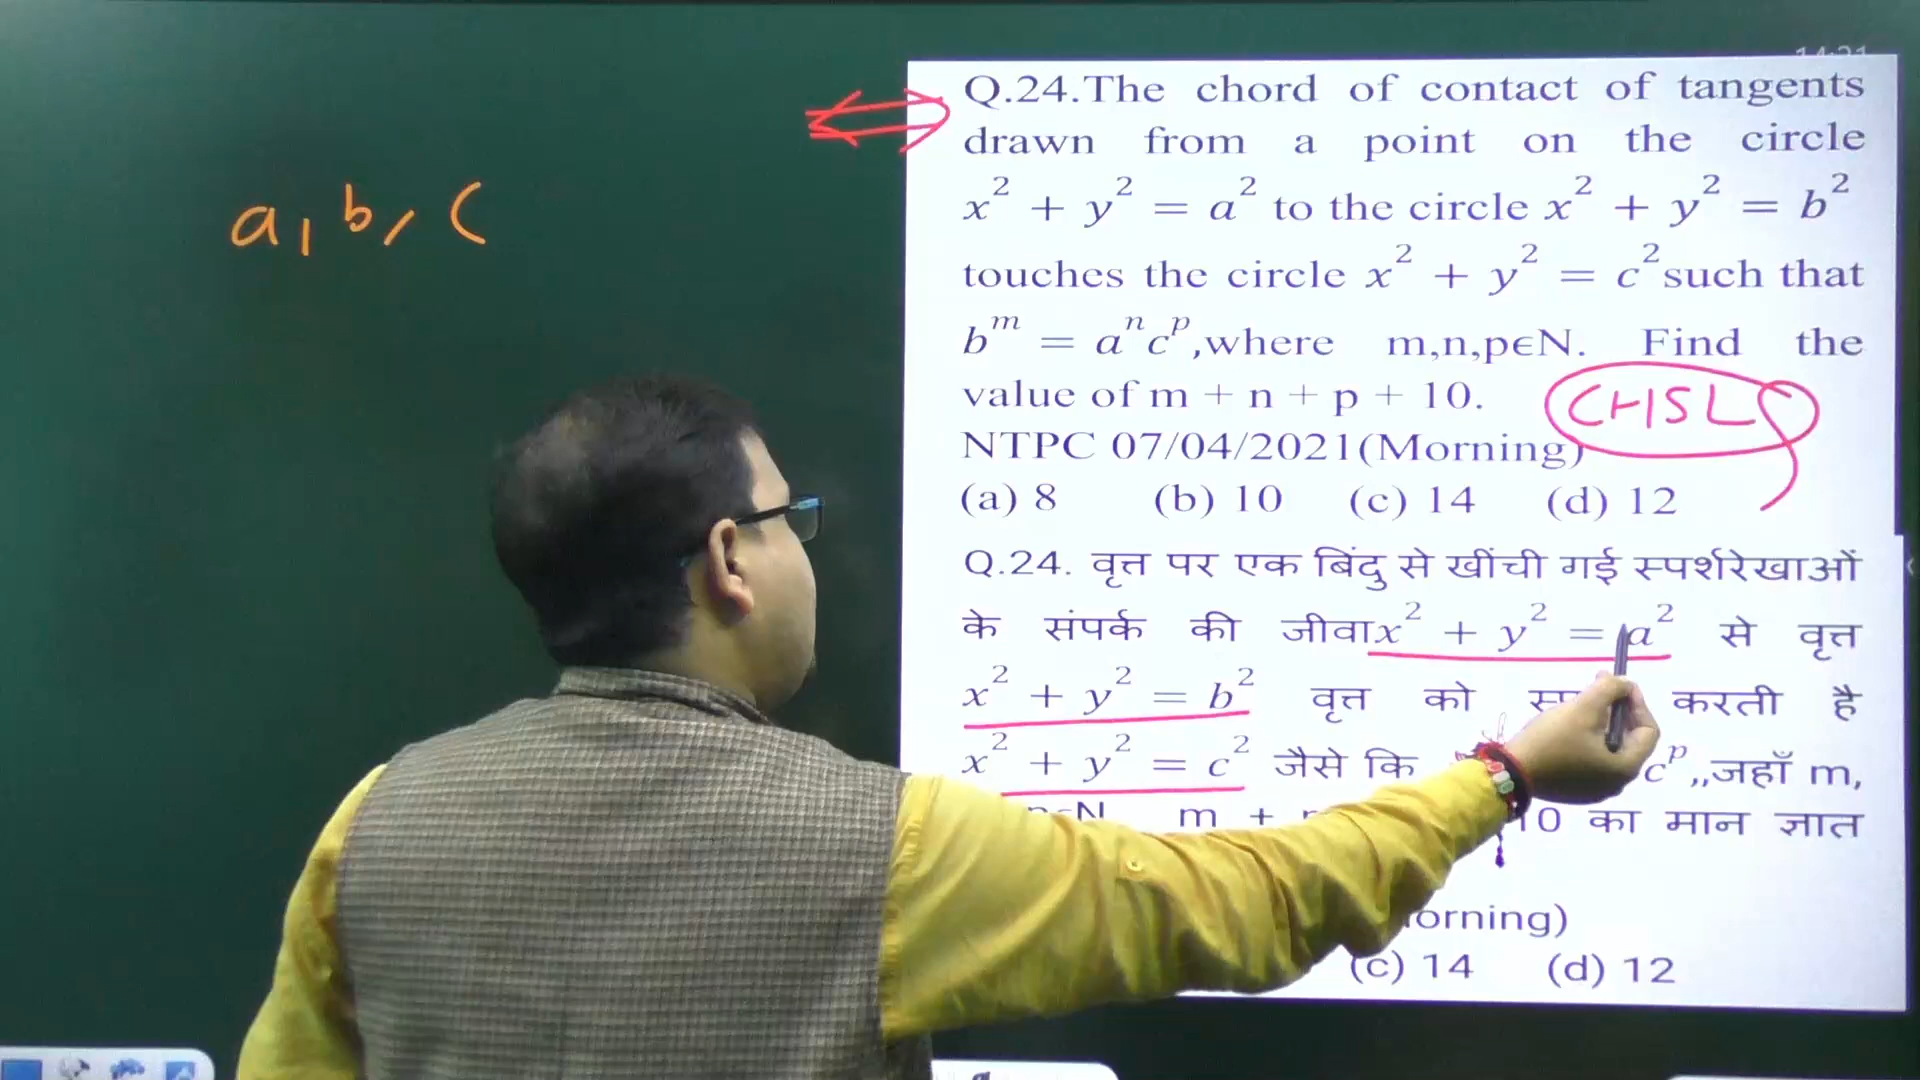 a, b, c
Q.24.The chord of contact of tangents
drawn from a point on the circle
x² + y² = a² to the circle x² + y² = b²
touches the circle x² + y² = c²such that
bᵐ = aⁿcᵖ,where m,n,pϵN. Find the
value of m + n + p + 10.
CHSL
NTPC 07/04/2021(Morning)
(a) 8 (b) 10 (c) 14 (d) 12
Q.24. वृत्त पर एक बिंदु से खींची गई स्पर्शरेखाओं
के संपर्क की जीवाx² + y² = a² से वृत्त
x² + y² = b² वृत्त को करती है
x² + y² = c² जैसे कि cᵖ,,जहाँ m,
m + 10 का मान ज्ञात
(c) 14 (d) 12